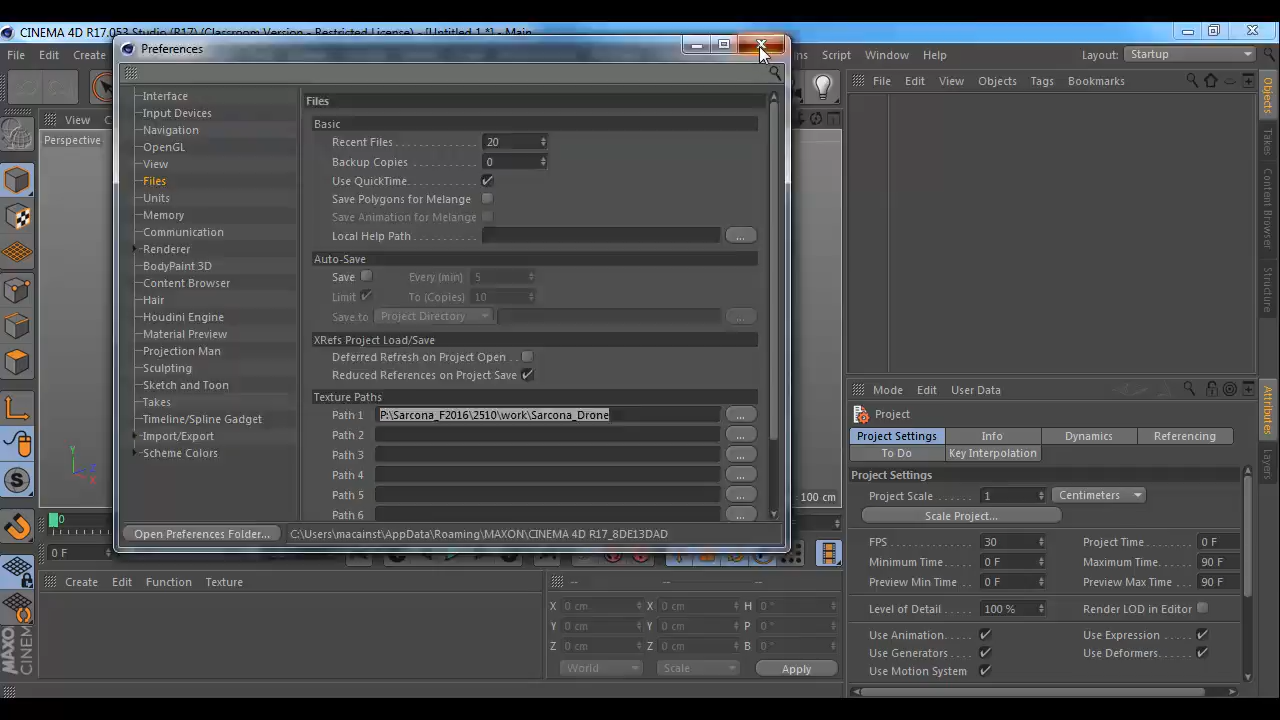 CINEMA 4D R17.053 Studio (R17) (Classroom Version - Restricted License) - [Untitled 1 *] - Main
File Edit Create
Script Window Help
Layout: Startup
Preferences
Interface
Input Devices
Navigation
OpenGL
View
Files
Units
Memory
Communication
Renderer
BodyPaint 3D
Content Browser
Hair
Houdini Engine
Material Preview
Projection Man
Sculpting
Sketch and Toon
Takes
Timeline/Spline Gadget
Import/Export
Scheme Colors
Files
Basic
Recent Files 20
Backup Copies 0
Use QuickTime
Save Polygons for Melange
Save Animation for Melange
Local Help Path ...
Auto-Save
Save Every (min) 5
Limit To (Copies) 10
Save to Project Directory ...
XRefs Project Load/Save
Deferred Refresh on Project Open
Reduced References on Project Save
Texture Paths
Path 1 P:\Sarcona_F2016\2510\work\Sarcona_Drone ...
Path 2 ...
Path 3 ...
Path 4 ...
Path 5 ...
Path 6 ...
Open Preferences Folder... C:\Users\macainst\AppData\Roaming\MAXON\CINEMA 4D R17_8DE13DAD
View
Perspective
100 cm
Y
Z
X
0
0 F
Create Edit Function Texture
MAXON
CINEMA
-- -- --
X 0 cm X 0 cm H 0 °
Y 0 cm Y 0 cm P 0 °
Z 0 cm Z 0 cm B 0 °
World Scale Apply
File Edit View Objects Tags Bookmarks
Objects
Takes
Content Browser
Structure
Attributes
Layers
Mode Edit User Data
Project
Project Settings Info Dynamics Referencing
To Do Key Interpolation
Project Settings
Project Scale 1 Centimeters
Scale Project...
FPS 30 Project Time 0 F
Minimum Time 0 F Maximum Time 90 F
Preview Min Time 0 F Preview Max Time 90 F
Level of Detail 100 % Render LOD in Editor
Use Animation Use Expression
Use Generators Use Deformers
Use Motion System